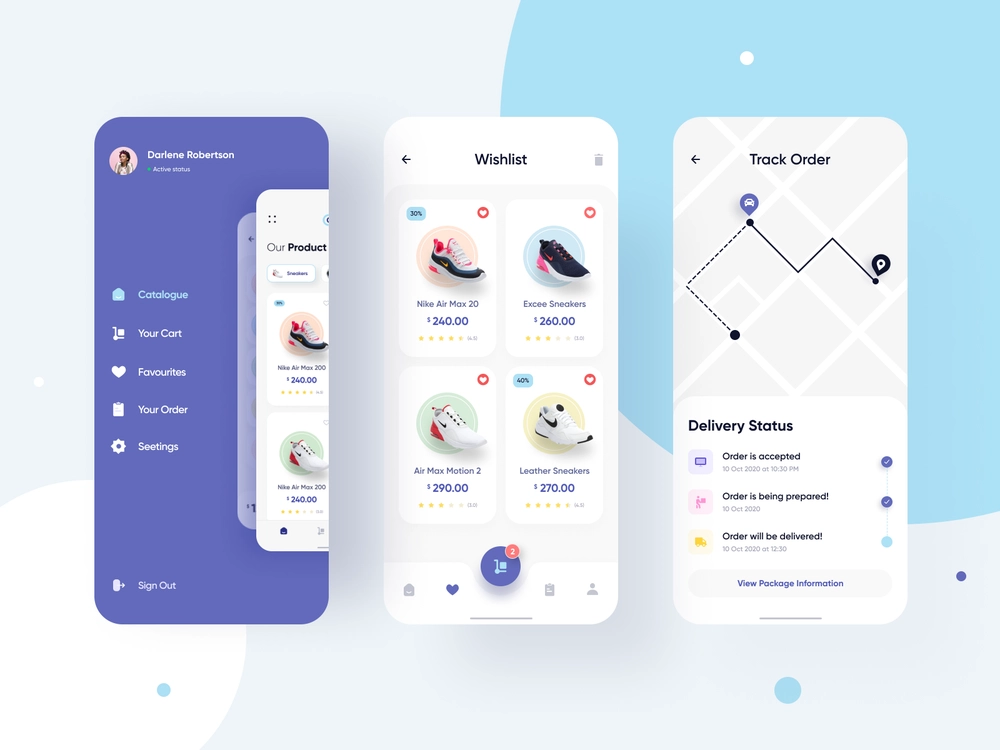 Darlene Robertson
Active status
Catalogue
Your Cart
Favourites
Your Order
Seetings
Sign Out
Our Product
Sneakers
30%
Nike Air Max 20
$ 240.00
Nike Air Max 200
$ 240.00
Wishlist
30%
Nike Air Max 20
$ 240.00
(4.5)
Excee Sneakers
$ 260.00
(3.0)
Air Max Motion 2
$ 290.00
(3.0)
40%
Leather Sneakers
$ 270.00
(4.5)
2
Track Order
Delivery Status
Order is accepted
10 Oct 2020 at 10:30 PM
Order is being prepared!
10 Oct 2020
Order will be delivered!
10 Oct 2020 at 12:30
View Package Information